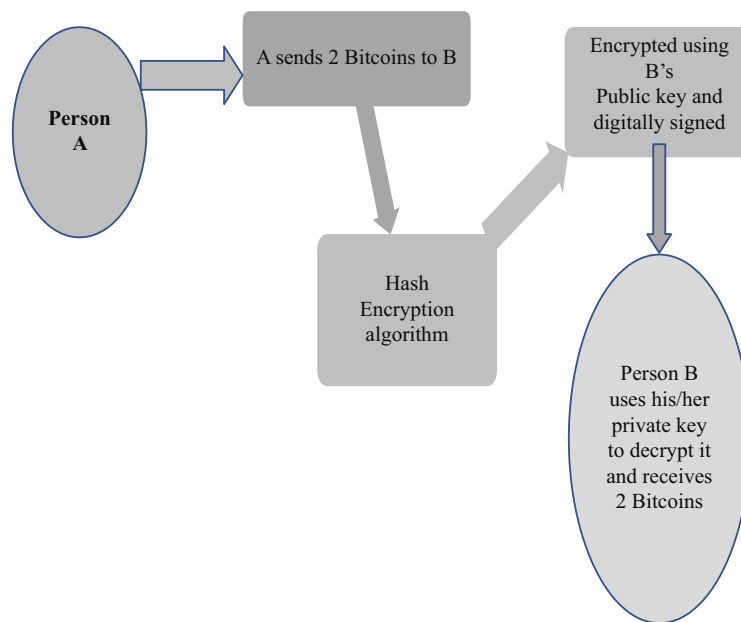 Person
A
A sends 2 Bitcoins to B
Hash
Encryption
algorithm
Encrypted using
B’s
Public key and
digitally signed
Person B
uses his/her
private key
to decrypt it
and receives
2 Bitcoins